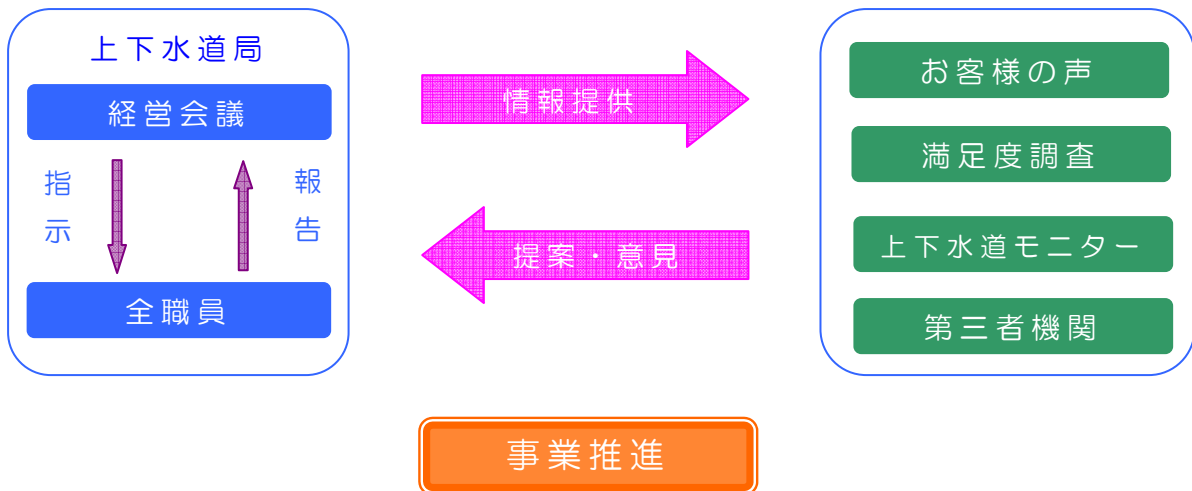 上下水道局
経営会議
指示
報告
全職員
情報提供
提案・意見
お客様の声
満足度調査
上下水道モニター
第三者機関
事業推進